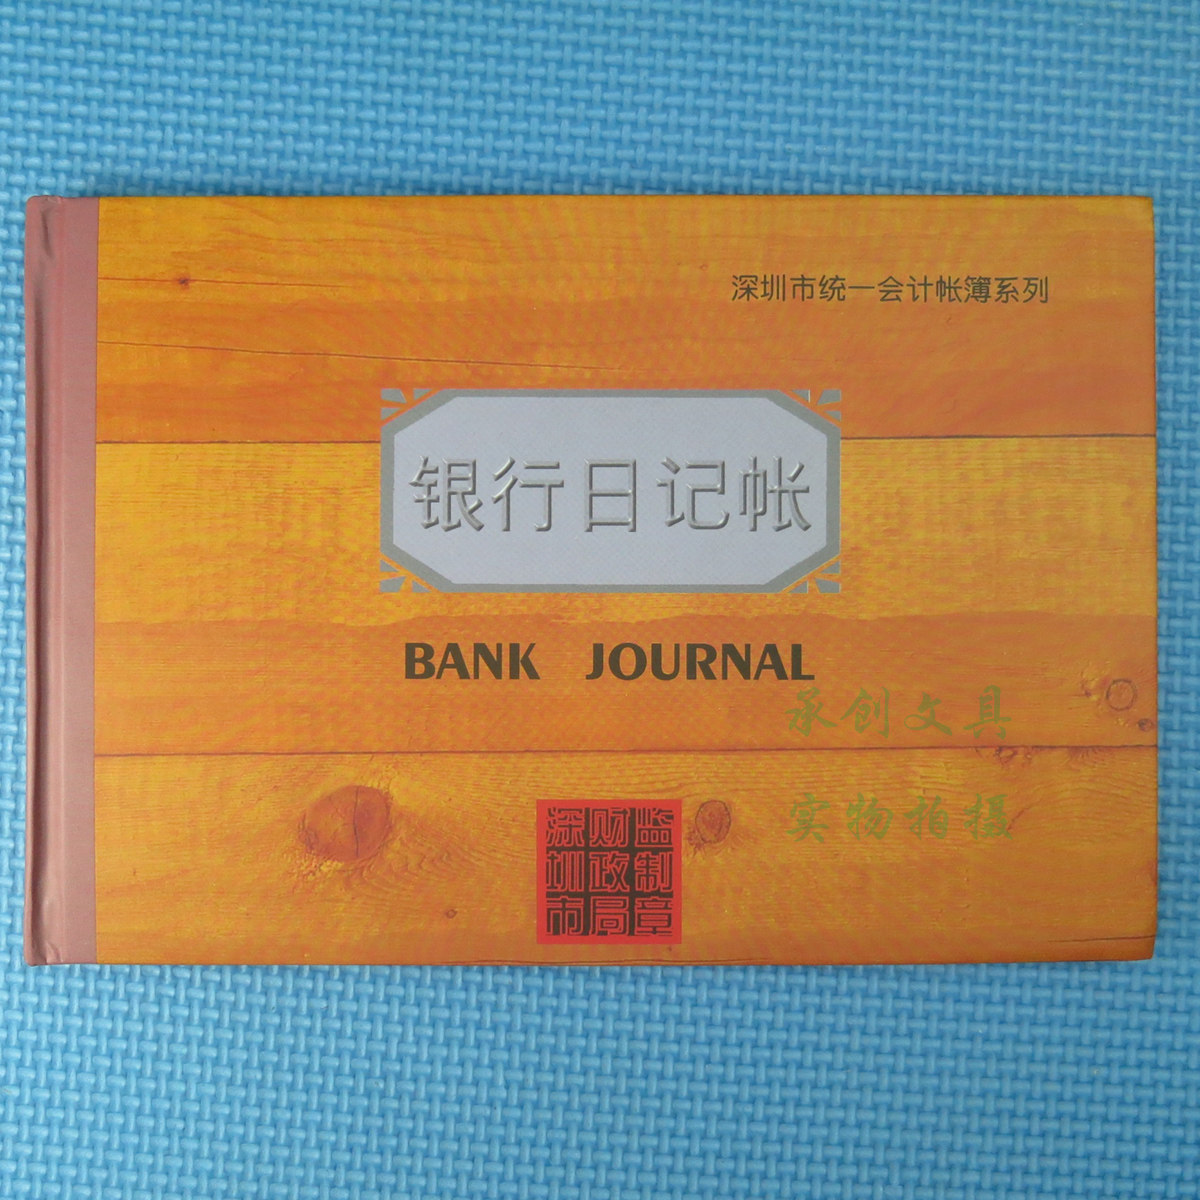 深圳市统一会计帐簿系列
银行日记帐
BANK JOURNAL
承创文具
实物拍摄
深财监
圳政制
市局章